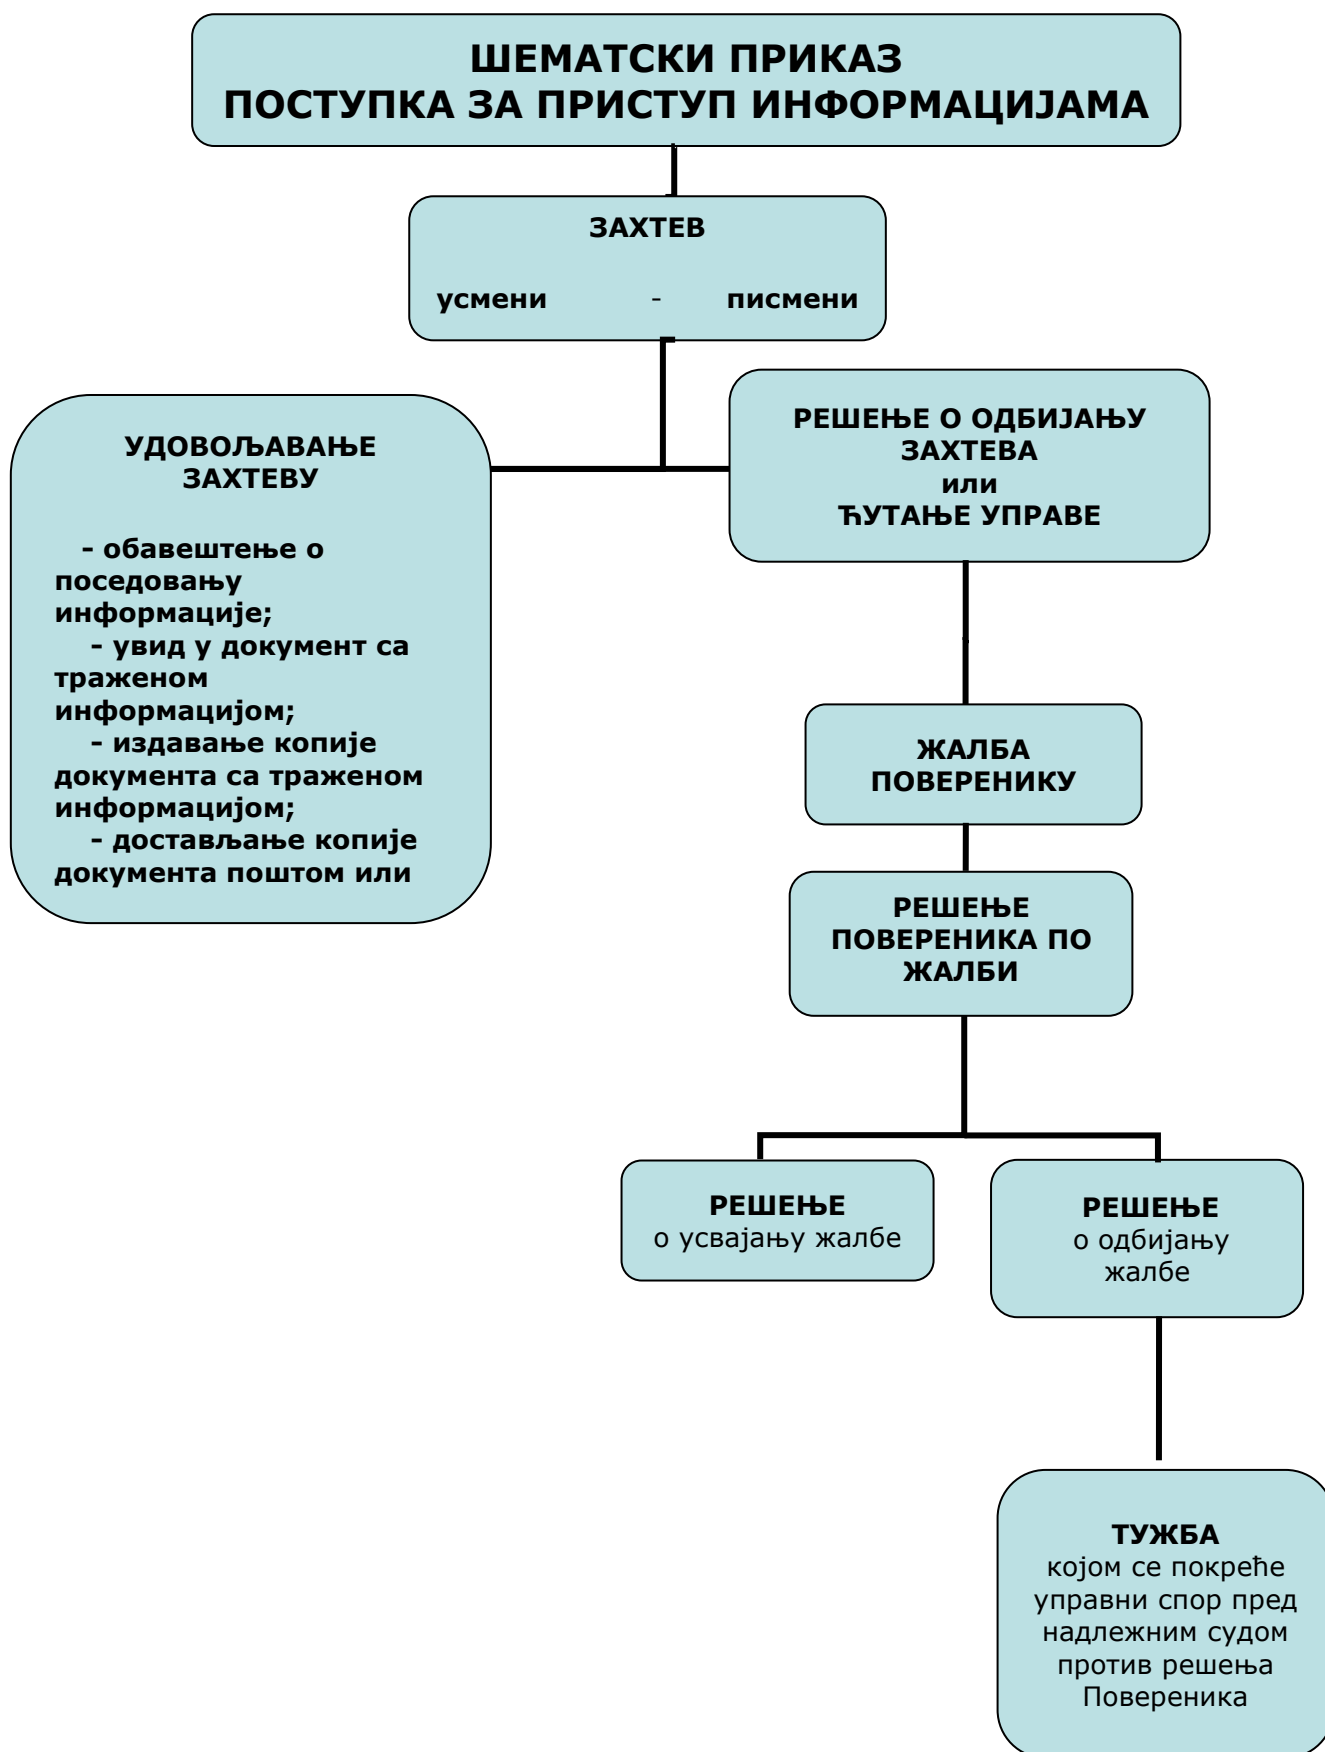 ШЕМАТСКИ ПРИКАЗ
ПОСТУПКА ЗА ПРИСТУП ИНФОРМАЦИЈАМА
ЗАХТЕВ
усмени - писмени
УДОВОЉАВАЊЕ
ЗАХТЕВУ
- обавештење о
поседовању
информације;
- увид у документ са
траженом
информацијом;
- издавање копије
документа са траженом
информацијом;
- достављање копије
документа поштом или
РЕШЕЊЕ О ОДБИЈАЊУ
ЗАХТЕВА
или
ЋУТАЊЕ УПРАВЕ
ЖАЛБА
ПОВЕРЕНИКУ
РЕШЕЊЕ
ПОВЕРЕНИКА ПО
ЖАЛБИ
РЕШЕЊЕ
о усвајању жалбе
РЕШЕЊЕ
о одбијању
жалбе
ТУЖБА
којом се покреће
управни спор пред
надлежним судом
против решења
Повереника